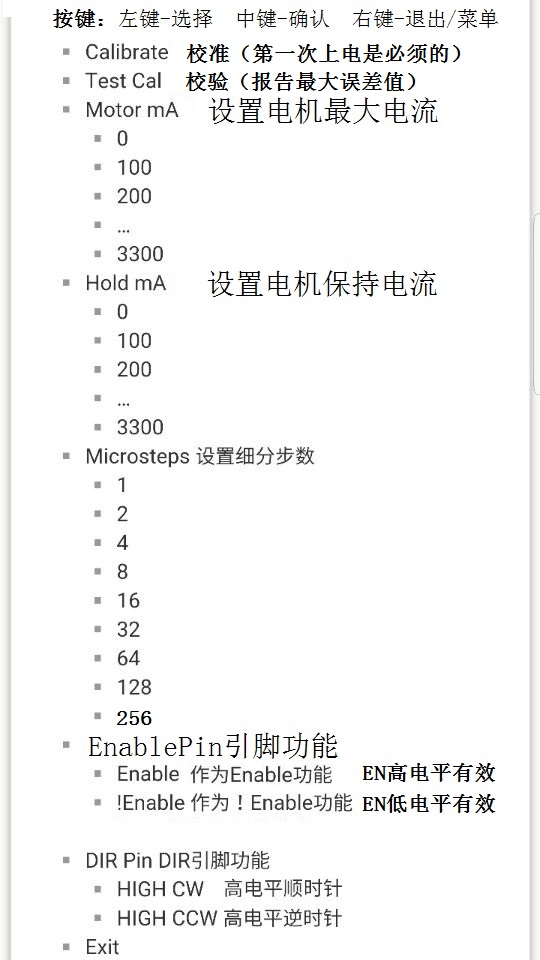 按键：左键-选择 中键-确认 右键-退出/菜单
Calibrate 校准（第一次上电是必须的）
Test Cal 校验（报告最大误差值）
Motor mA 设置电机最大电流
0
100
200
…
3300
Hold mA 设置电机保持电流
0
100
200
…
3300
Microsteps 设置细分步数
1
2
4
8
16
32
64
128
256
EnablePin引脚功能
Enable 作为Enable功能 EN高电平有效
!Enable 作为！Enable功能 EN低电平有效
DIR Pin DIR引脚功能
HIGH CW 高电平顺时针
HIGH CCW 高电平逆时针
Exit